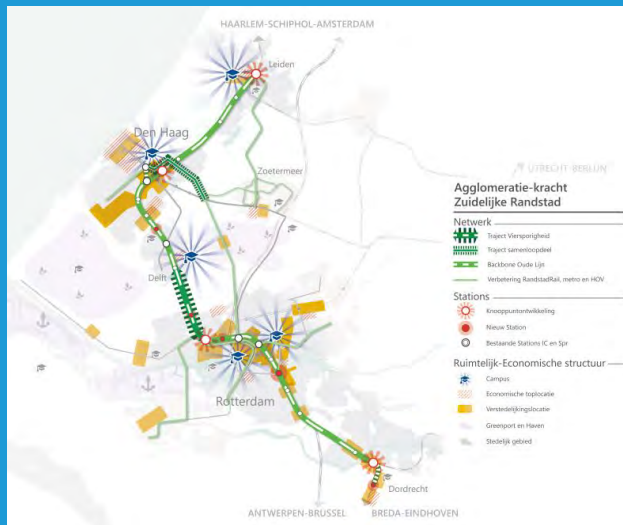 HAARLEM-SCHIPHOL-AMSTERDAM
Leiden
Den Haag
Zoetermeer
UTRECHT-BERLIJN
Delft
Rotterdam
Dordrecht
ANTWERPEN-BRUSSEL
BREDA-EINDHOVEN
Agglomeratie-kracht
Zuidelijke Randstad
Netwerk
Traject Viersporigheid
Traject samenloopdeel
Backbone Oude Lijn
Verbetering RandstadRail, metro en HOV
Stations
Knooppuntontwikkeling
Nieuw Station
Bestaande Stations IC en Spr
Ruimtelijk-Economische structuur
Campus
Economische toplocatie
Verstedelijkingslocatie
Greenport en Haven
Stedelijk gebied